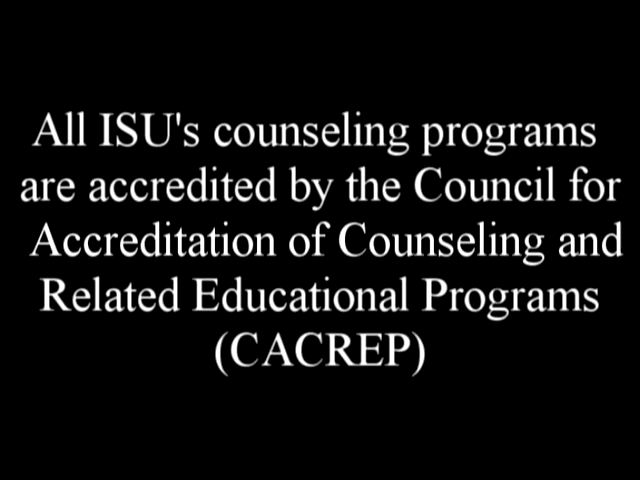 All ISU's counseling programs
are accredited by the Council for
Accreditation of Counseling and
Related Educational Programs
(CACREP)